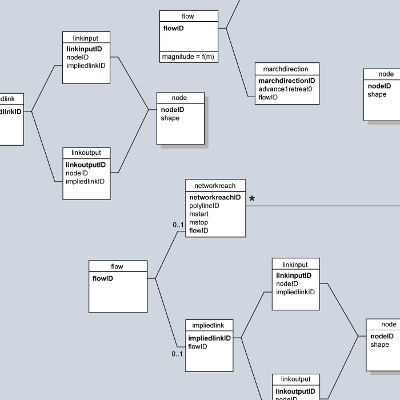 flow
flowID
magnitude = f(m)
linkinput
linkinputID
nodeID
impliedlinkID
marchdirection
marchdirectionID
advance1retreat0
flowID
node
nodeID
shape
dlink
dlinkID
node
nodeID
shape
linkoutput
linkoutputID
nodeID
impliedlinkID
networkreach
networkreachID
polylineID
mstart
mstop
flowID
*
0..1
flow
flowID
linkinput
linkinputID
nodeID
impliedlinkID
impliedlink
impliedlinkID
flowID
0..1
node
nodeID
shape
linkoutput
linkoutputID
nodeID